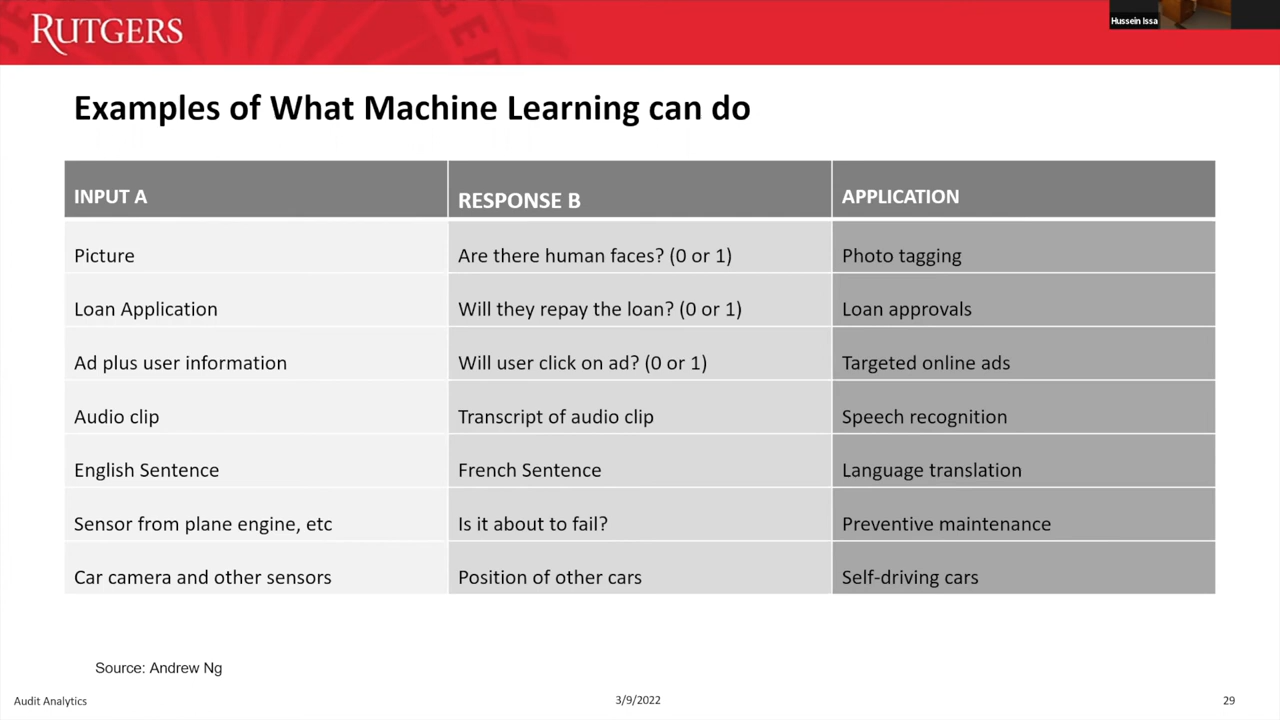 RUTGERS
Hussein Issa
Examples of What Machine Learning can do
INPUT A RESPONSE B APPLICATION
Picture Are there human faces? (0 or 1) Photo tagging
Loan Application Will they repay the loan? (0 or 1) Loan approvals
Ad plus user information Will user click on ad? (0 or 1) Targeted online ads
Audio clip Transcript of audio clip Speech recognition
English Sentence French Sentence Language translation
Sensor from plane engine, etc Is it about to fail? Preventive maintenance
Car camera and other sensors Position of other cars Self-driving cars
Source: Andrew Ng
Audit Analytics 3/9/2022 29